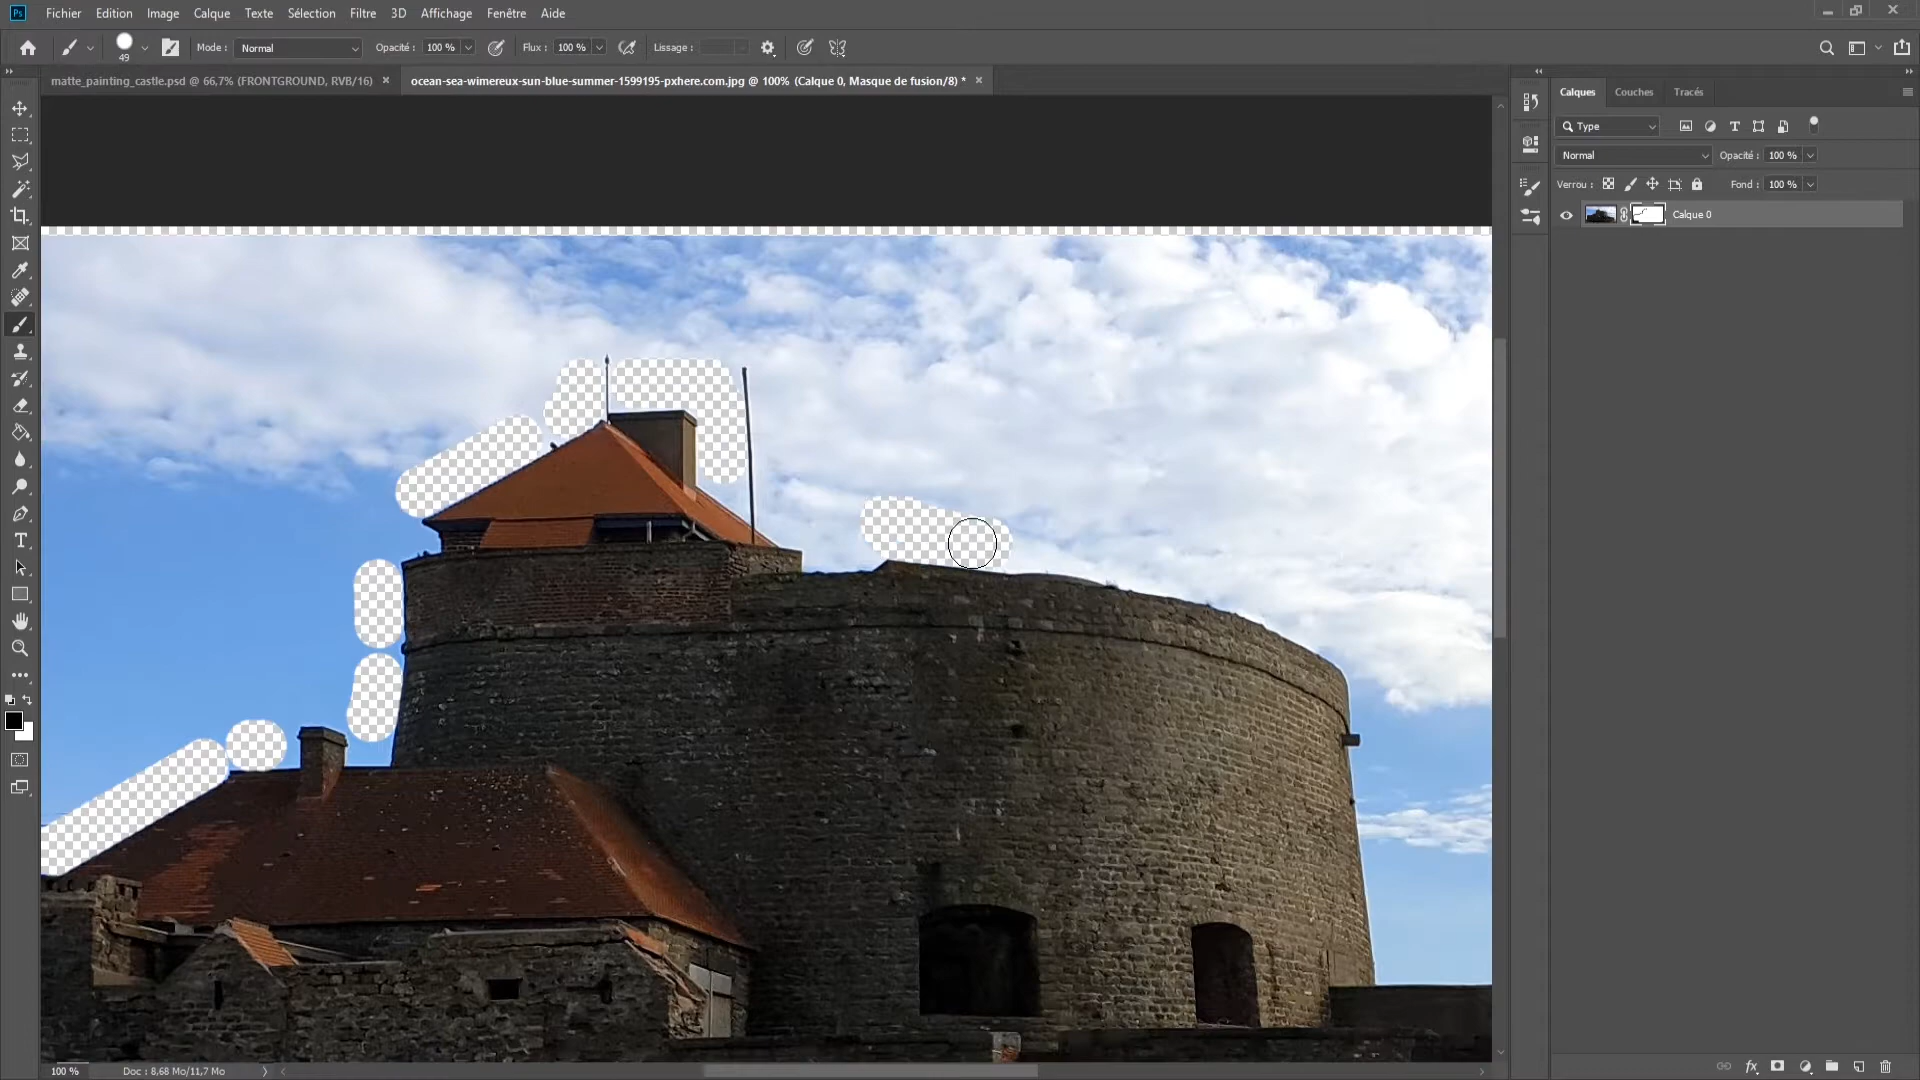 Ps Fichier Edition Image Calque Texte Sélection Filtre 3D Affichage Fenêtre Aide
49 Mode : Normal Opacité : 100 % Flux : 100 % Lissage :
matte_painting_castle.psd @ 66,7% (FRONTGROUND, RVB/16) × ocean-sea-wimereux-sun-blue-summer-1599195-pxhere.com.jpg @ 100% (Calque 0, Masque de fusion/8) * ×
Calques Couches Tracés
Type
Normal Opacité : 100 %
Verrou : Fond : 100 %
Calque 0
100 % Doc : 8,68 Mo/11,7 Mo